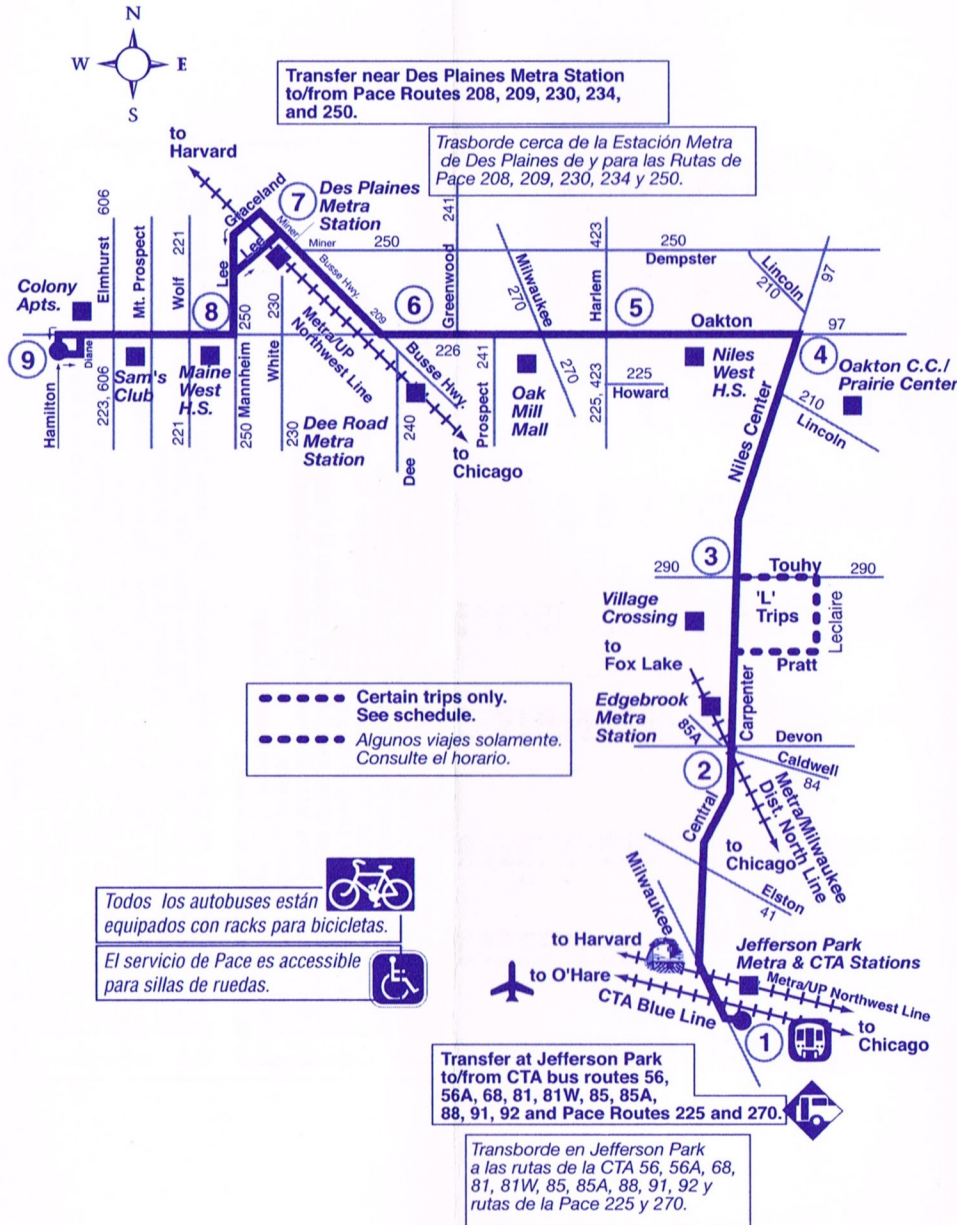 N
W E
S
Transfer near Des Plaines Metra Station
to/from Pace Routes 208, 209, 230, 234,
and 250.
Trasborde cerca de la Estación Metra
de Des Plaines de y para las Rutas de
Pace 208, 209, 230, 234 y 250.
to
Harvard
7
Des Plaines
Metra
Station
Graceland
Miner
Miner
Lee
Lee
250
Busse Hwy.
209
606
Elmhurst
Mt. Prospect
221
Wolf
8
250
230
6
241
Greenwood
Milwaukee
270
423
Harlem
5
250
Dempster
Lincoln
210
97
Colony
Apts.
9
Diane
Hamilton
223, 606
Sam's
Club
Maine
West
H.S.
221
250 Mannheim
White
230
Metra/UP
Northwest Line
Dee Road
Metra
Station
226
Busse Hwy.
240
Dee
to
Chicago
241
Prospect
Oak
Mill
Mall
270
225, 423
225
Howard
Oakton
Niles
West
H.S.
97
4
Oakton C.C./
Prairie Center
210
Lincoln
Niles Center
3
290
Touhy
290
'L'
Trips
Leclaire
Pratt
Village
Crossing
to
Fox Lake
Carpenter
Edgebrook
Metra
Station
85A
Devon
Caldwell
84
2
Metra/Milwaukee
Dist. North Line
Central
to
Chicago
Certain trips only.
See schedule.
Algunos viajes solamente.
Consulte el horario.
Milwaukee
Elston
41
Todos los autobuses están
equipados con racks para bicicletas.
El servicio de Pace es accessible
para sillas de ruedas.
to Harvard
to O'Hare
CTA Blue Line
Jefferson Park
Metra & CTA Stations
Metra/UP Northwest Line
1
to
Chicago
Transfer at Jefferson Park
to/from CTA bus routes 56,
56A, 68, 81, 81W, 85, 85A,
88, 91, 92 and Pace Routes 225 and 270.
Transborde en Jefferson Park
a las rutas de la CTA 56, 56A, 68,
81, 81W, 85, 85A, 88, 91, 92 y
rutas de la Pace 225 y 270.